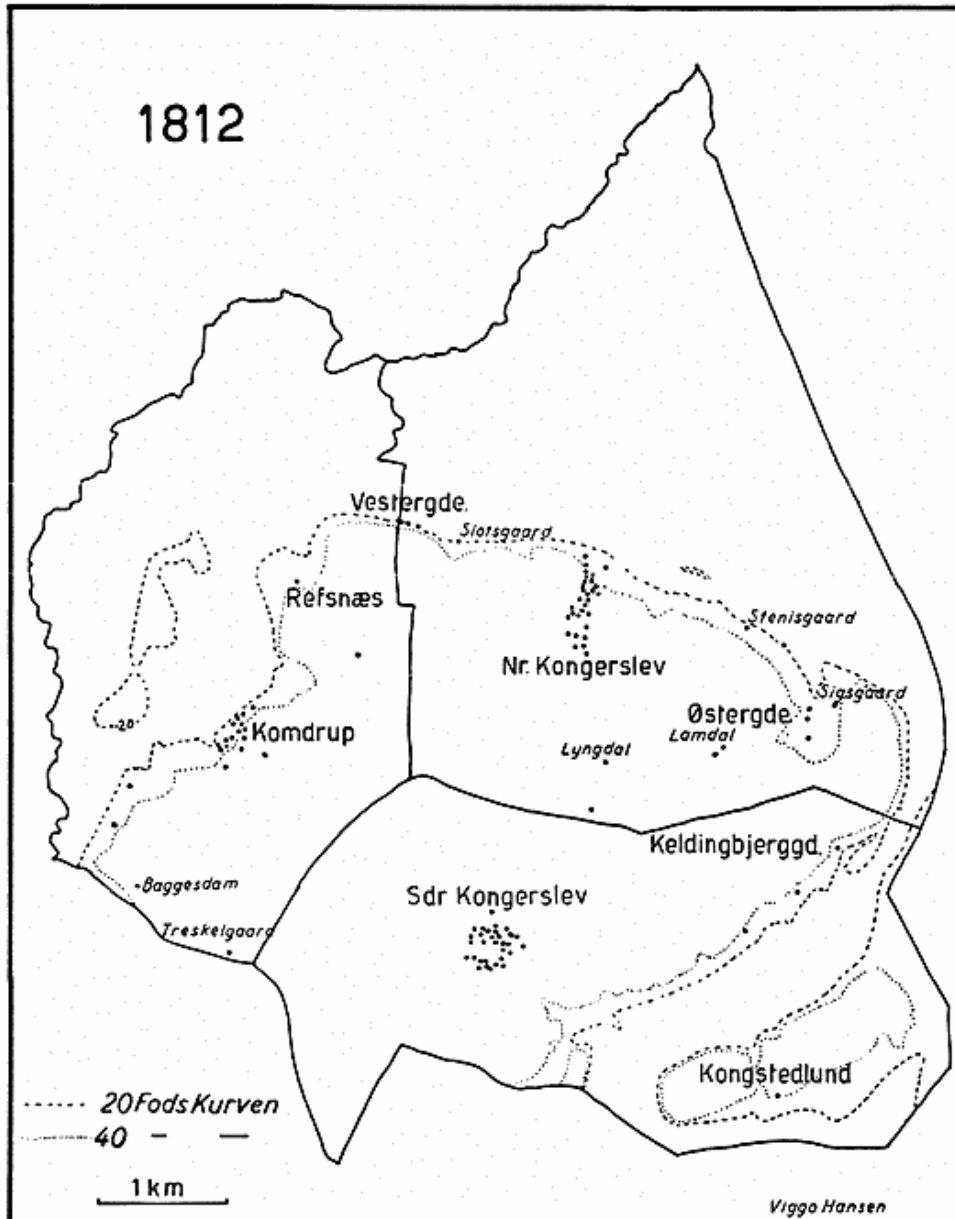 1812
Vestergde.
Slotsgaard
Refsnæs
Stenisgaard
Nr. Kongerslev
Sigsgaard
Østergde.
-20-
Komdrup
Lyngdal
Lamdal
Keldingbjerggd.
Baggesdam
Sdr Kongerslev
Treskelgaard
Kongstedlund
20 Fods Kurven
40 — —
1 km
Viggo Hansen